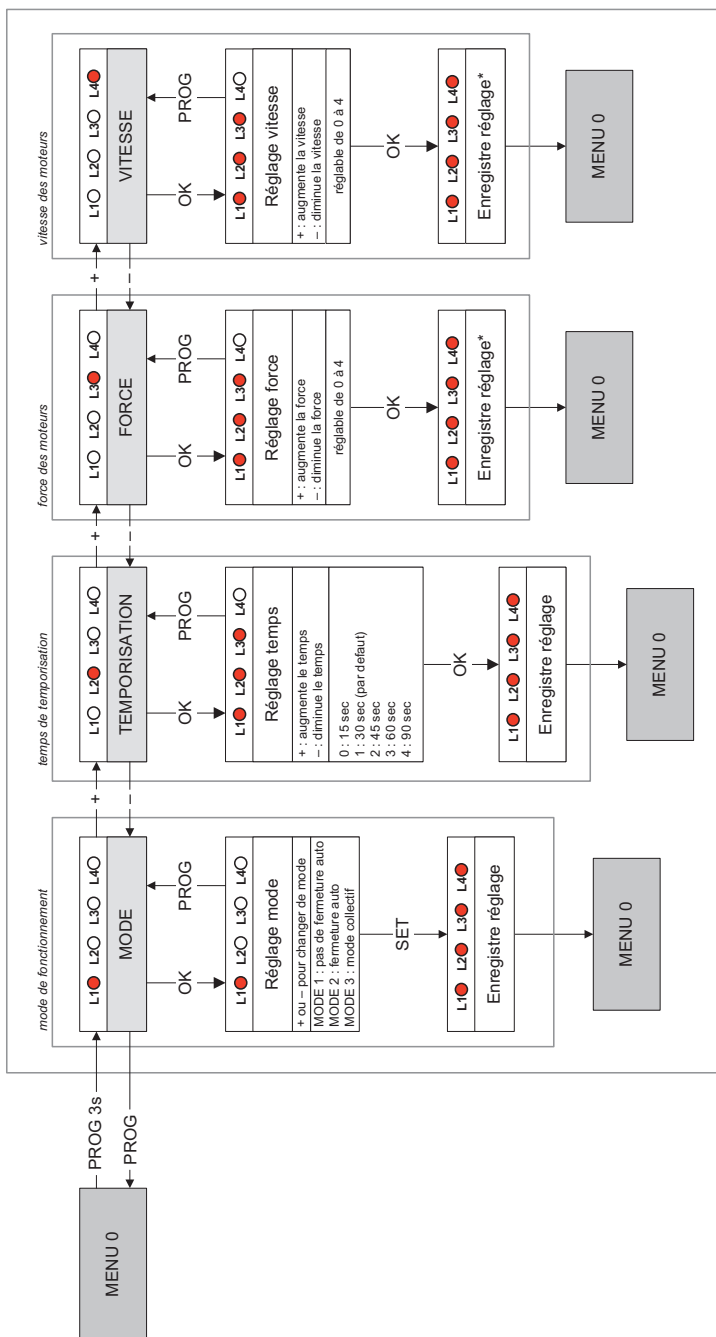 MENU 0
PROG 3s
PROG
mode de fonctionnement
L1 L2 L3 L4
MODE
OK
PROG
L1 L2 L3 L4
Réglage mode
+ ou – pour changer de mode
MODE 1 : pas de fermeture auto
MODE 2 : fermeture auto
MODE 3 : mode collectif
SET
L1 L2 L3 L4
Enregistre réglage
MENU 0
+
–
temps de temporisation
L1 L2 L3 L4
TEMPORISATION
OK
PROG
L1 L2 L3 L4
Réglage temps
+ : augmente le temps
– : diminue le temps
0 : 15 sec
1 : 30 sec (par defaut)
2 : 45 sec
3 : 60 sec
4 : 90 sec
OK
L1 L2 L3 L4
Enregistre réglage
MENU 0
+
–
force des moteurs
L1 L2 L3 L4
FORCE
OK
PROG
L1 L2 L3 L4
Réglage force
+ : augmente la force
– : diminue la force
réglable de 0 à 4
OK
L1 L2 L3 L4
Enregistre réglage*
MENU 0
+
–
vitesse des moteurs
L1 L2 L3 L4
VITESSE
OK
PROG
L1 L2 L3 L4
Réglage vitesse
+ : augmente la vitesse
– : diminue la vitesse
réglable de 0 à 4
OK
L1 L2 L3 L4
Enregistre réglage*
MENU 0